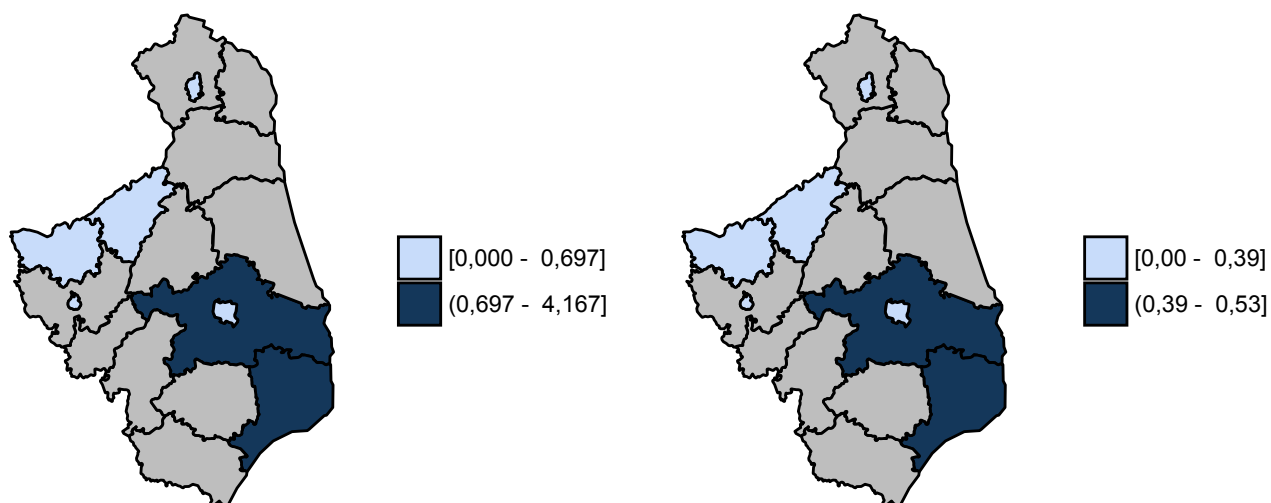 [0,000 - 0,697]
(0,697 - 4,167]
[0,00 - 0,39]
(0,39 - 0,53]